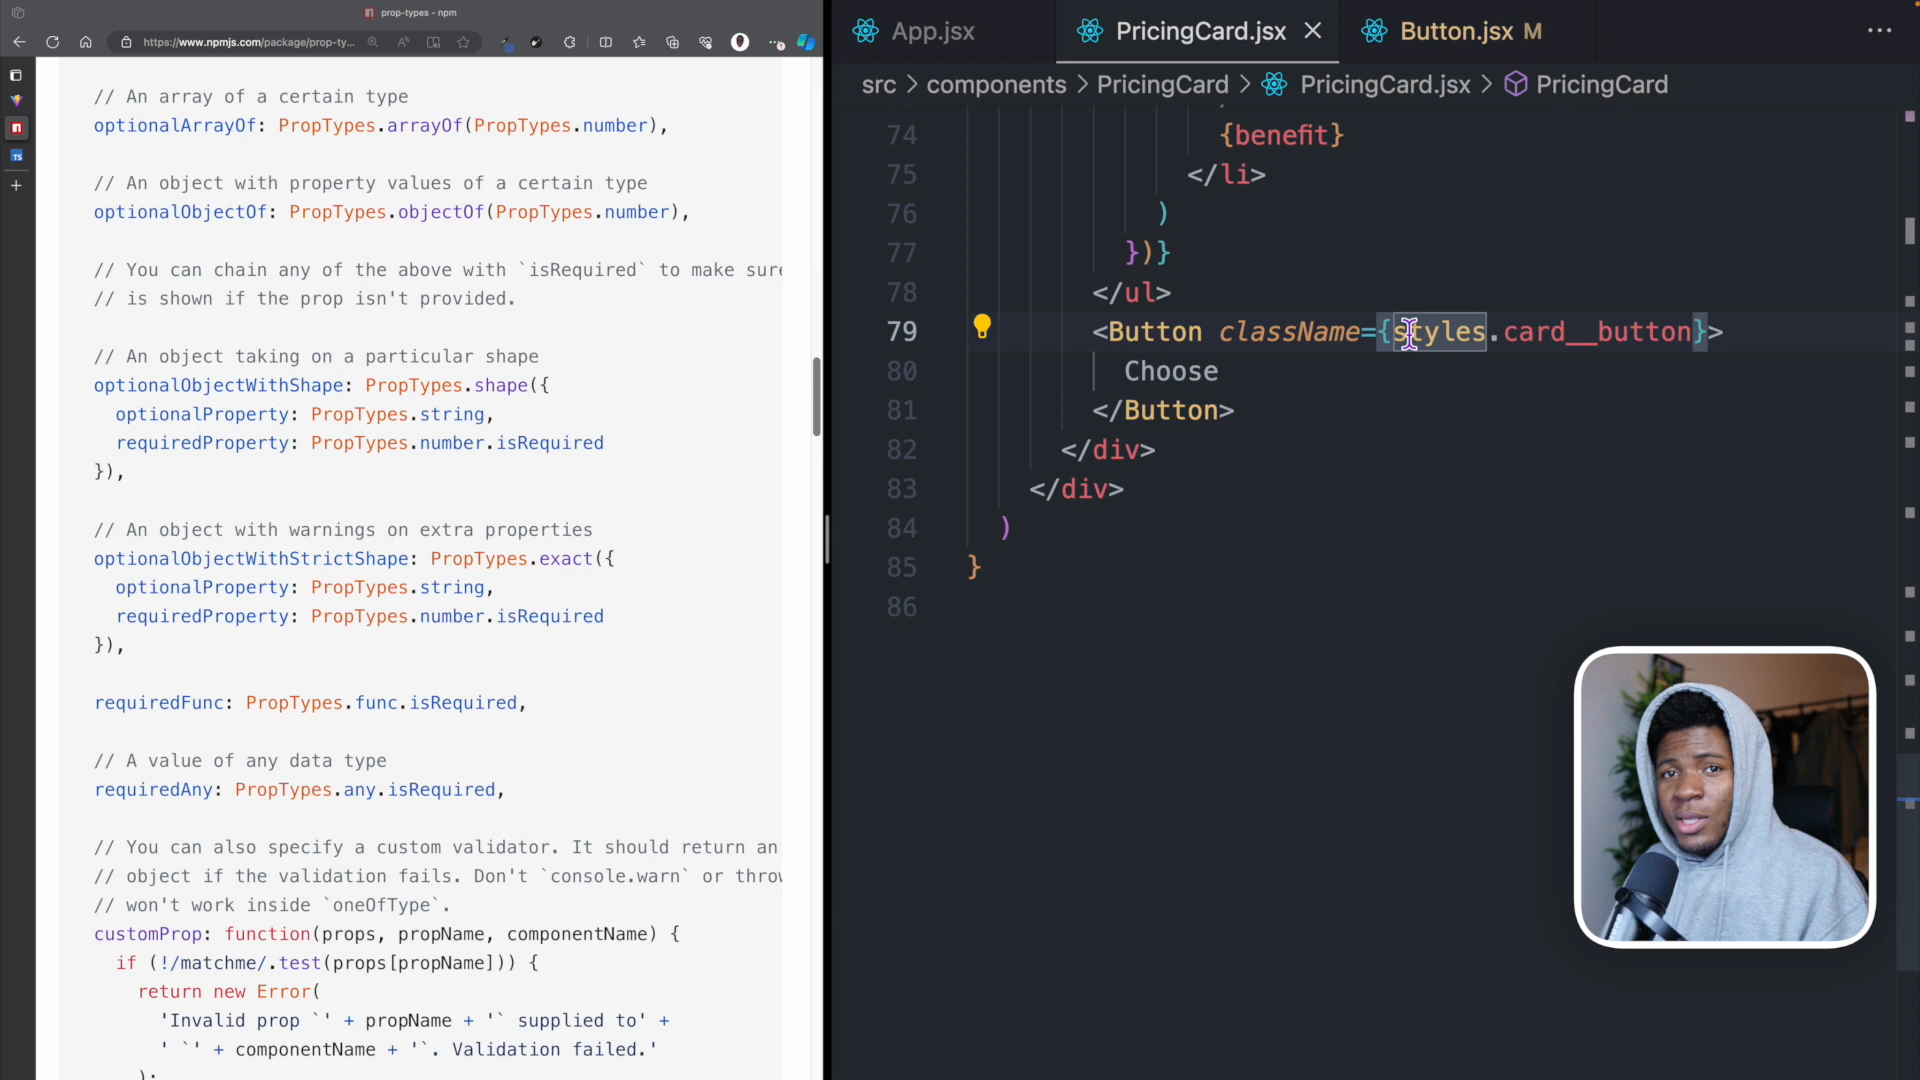 prop-types - npm
https://www.npmjs.com/package/prop-ty...
// An array of a certain type
optionalArrayOf: PropTypes.arrayOf(PropTypes.number),
// An object with property values of a certain type
optionalObjectOf: PropTypes.objectOf(PropTypes.number),
// You can chain any of the above with `isRequired` to make sure
// is shown if the prop isn't provided.
// An object taking on a particular shape
optionalObjectWithShape: PropTypes.shape({
optionalProperty: PropTypes.string,
requiredProperty: PropTypes.number.isRequired
}),
// An object with warnings on extra properties
optionalObjectWithStrictShape: PropTypes.exact({
optionalProperty: PropTypes.string,
requiredProperty: PropTypes.number.isRequired
}),
requiredFunc: PropTypes.func.isRequired,
// A value of any data type
requiredAny: PropTypes.any.isRequired,
// You can also specify a custom validator. It should return an
// object if the validation fails. Don't `console.warn` or throw
// won't work inside `oneOfType`.
customProp: function(props, propName, componentName) {
if (!/matchme/.test(props[propName])) {
return new Error(
'Invalid prop `' + propName + '` supplied to' +
' `' + componentName + '`. Validation failed.'
);
App.jsx
PricingCard.jsx
Button.jsx M
src > components > PricingCard > PricingCard.jsx > PricingCard
74 {benefit}
75 </li>
76 )
77 })}
78 </ul>
79 <Button className={styles.card__button}>
80 Choose
81 </Button>
82 </div>
83 </div>
84 )
85 }
86